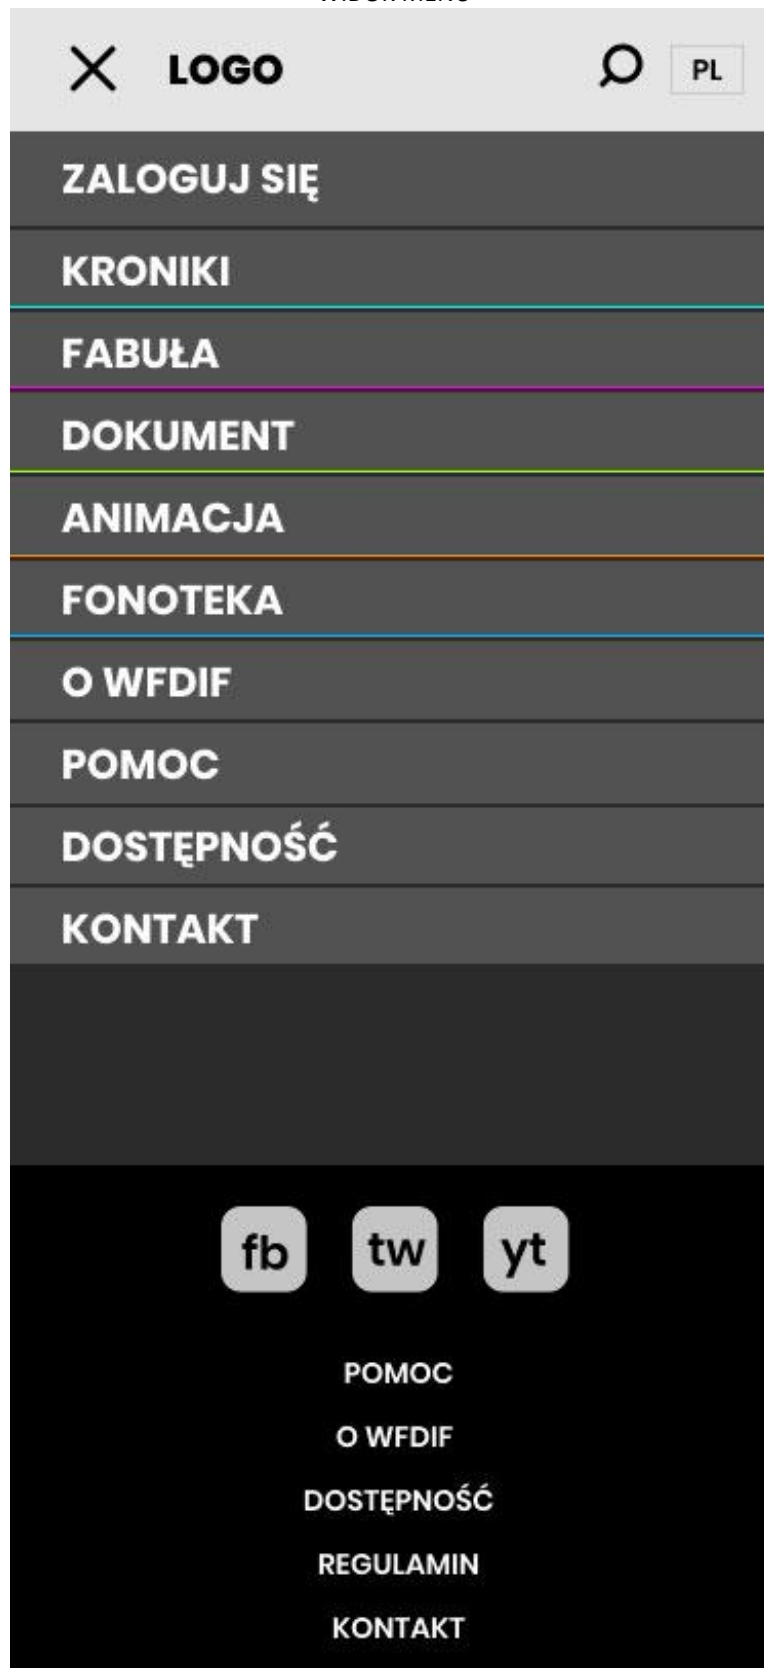 LOGO PL
ZALOGUJ SIĘ
KRONIKI
FABUŁA
DOKUMENT
ANIMACJA
FONOTEKA
O WFDIF
POMOC
DOSTĘPNOŚĆ
KONTAKT
fb tw yt
POMOC
O WFDIF
DOSTĘPNOŚĆ
REGULAMIN
KONTAKT